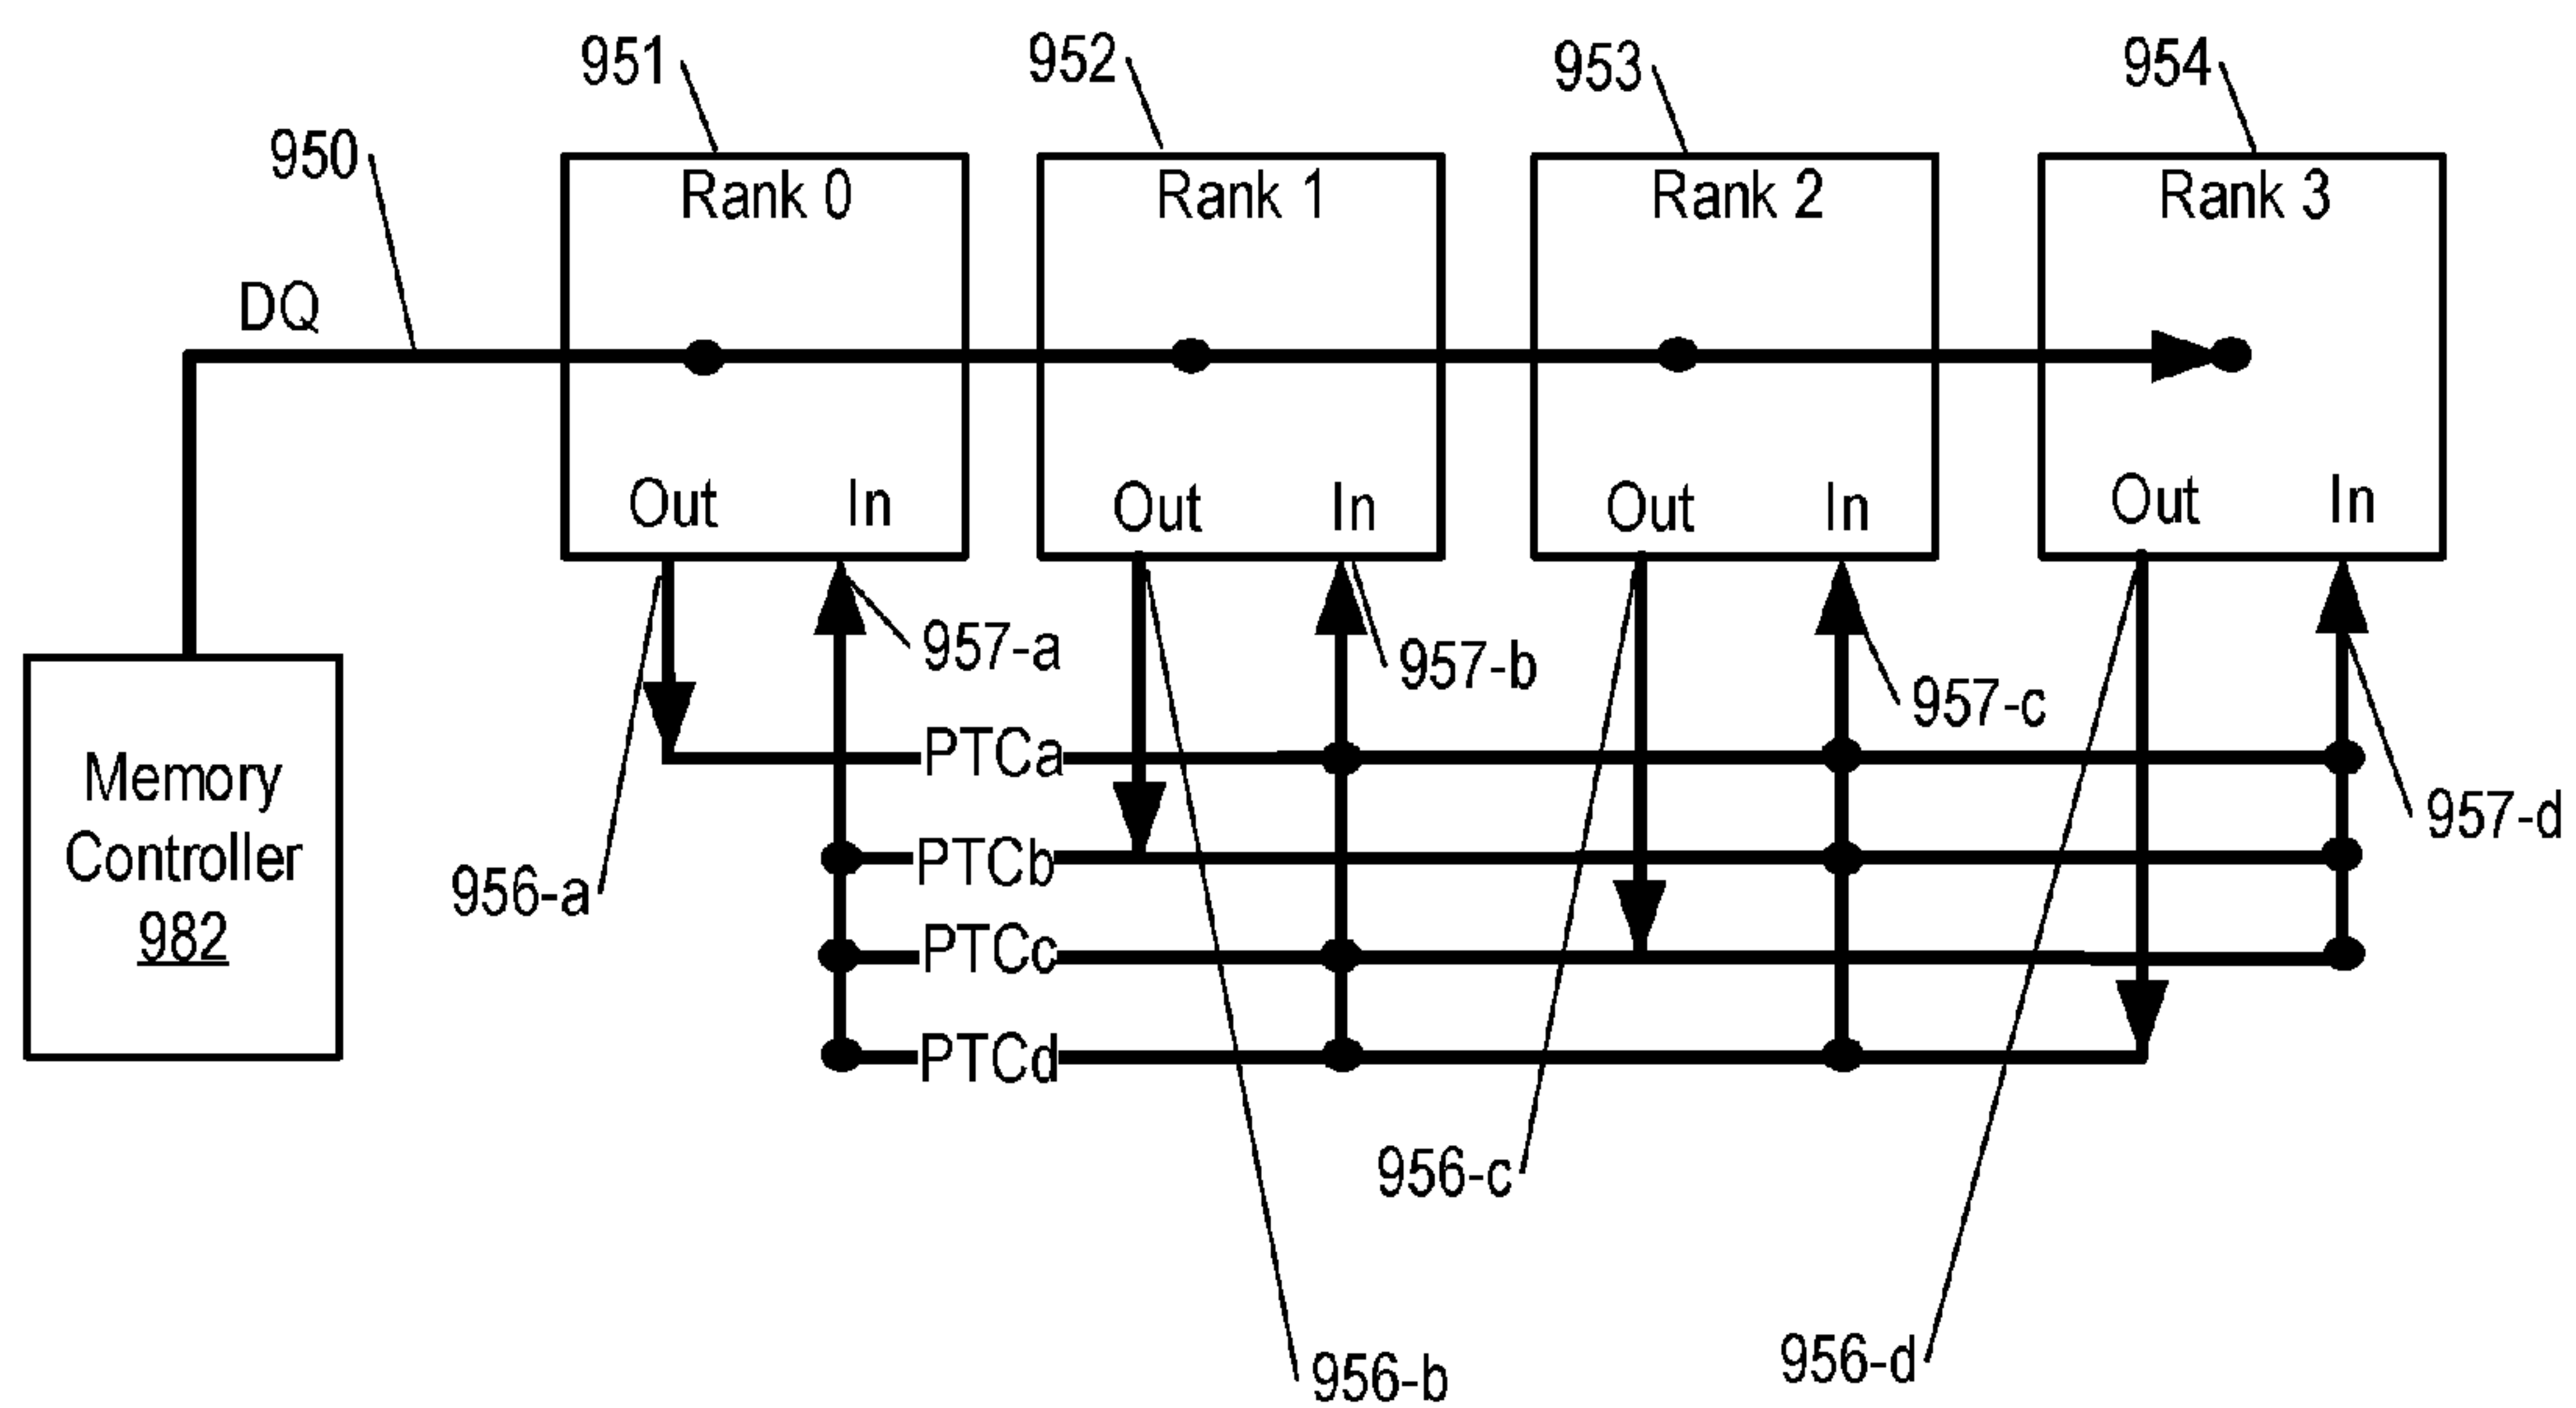 951
952
953
954
950
Rank 0
Rank 1
Rank 2
Rank 3
DQ
Out In
Out In
Out In
Out In
957-a
957-b
957-c
957-d
PTCa
PTCb
PTCc
PTCd
Memory
Controller
982
956-a
956-c
956-b
956-d